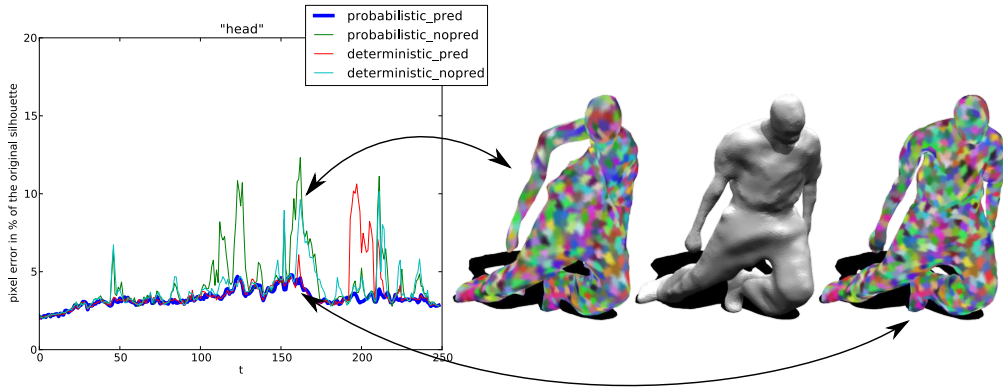 "head"
probabilistic_pred
probabilistic_nopred
deterministic_pred
deterministic_nopred
pixel error in % of the original silhouette
20
15
10
5
0
0 50 100 150 200 250
t